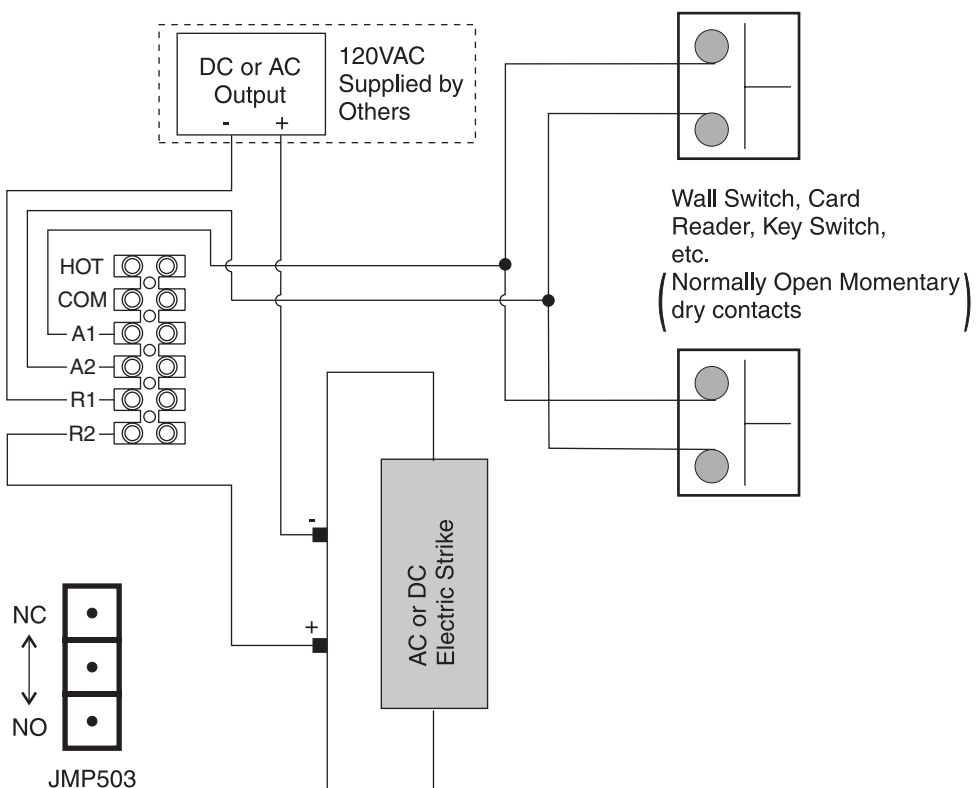 DC or AC
Output
- +
120VAC
Supplied by
Others
Wall Switch, Card
Reader, Key Switch,
etc.
(Normally Open Momentary
dry contacts)
HOT
COM
A1
A2
R1
R2
-
+
AC or DC
Electric Strike
NC
NO
JMP503